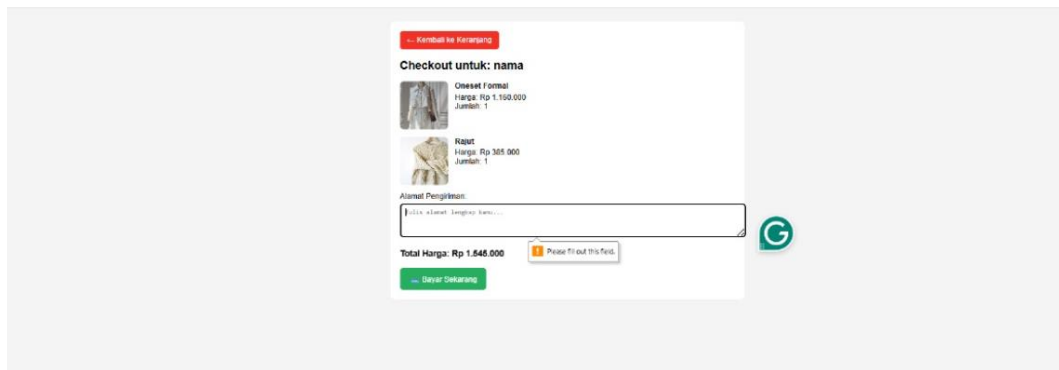 ← Kembali ke Keranjang
Checkout untuk: nama
Oneset Formal
Harga: Rp 1.160.000
Jumlah: 1
Rajut
Harga: Rp 385.000
Jumlah: 1
Alamat Pengiriman:
Tulis alamat lengkap kamu...
Please fill out this field.
Total Harga: Rp 1.545.000
Bayar Sekarang